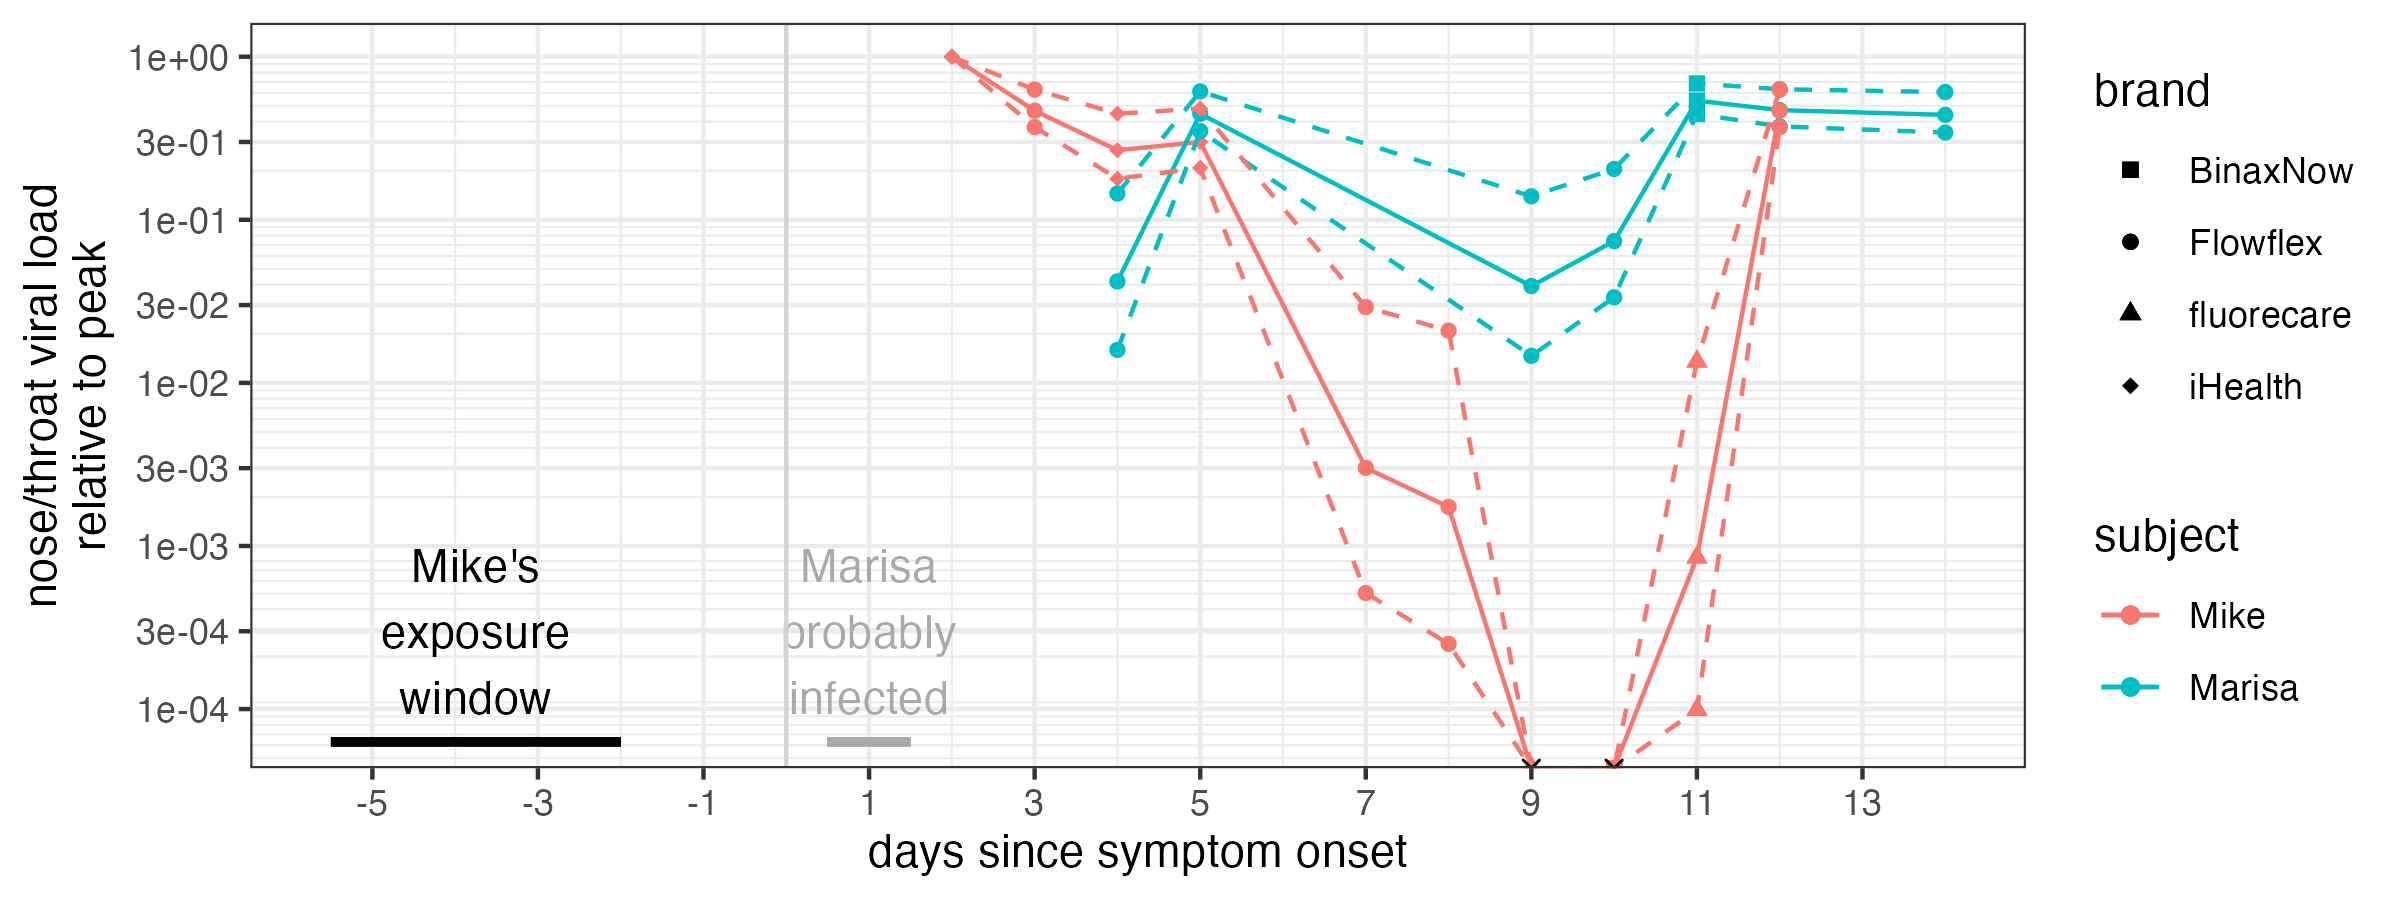 nose/throat viral load
relative to peak
1e+00
3e-01
1e-01
3e-02
1e-02
3e-03
1e-03
3e-04
1e-04
Mike's
exposure
window
Marisa
probably
infected
-5
-3
-1
1
3
5
7
9
11
13
days since symptom onset
brand
BinaxNow
Flowflex
fluorecare
iHealth
subject
Mike
Marisa